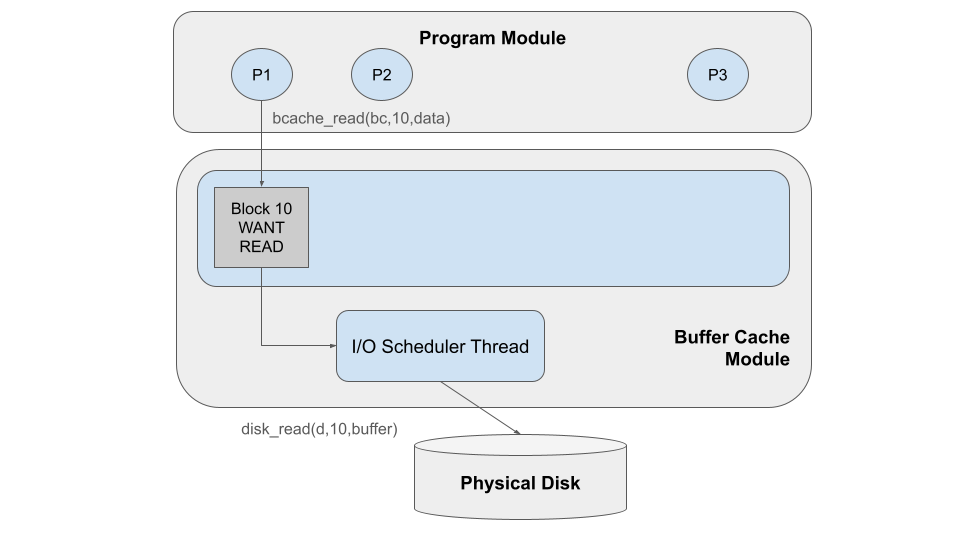 Program Module
P1
P2
P3
bcache_read(bc,10,data)
Block 10
WANT
READ
I/O Scheduler Thread
Buffer Cache
Module
disk_read(d,10,buffer)
Physical Disk